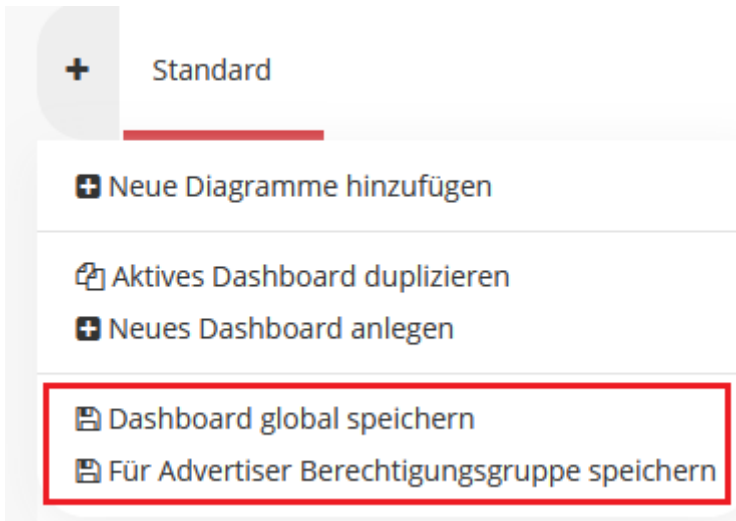 Standard
Neue Diagramme hinzufügen
Aktives Dashboard duplizieren
Neues Dashboard anlegen
Dashboard global speichern
Für Advertiser Berechtigungsgruppe speichern